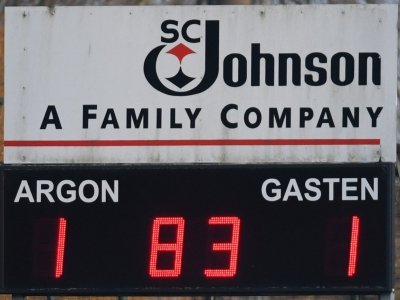 SC Johnson
A FAMILY COMPANY
ARGON GASTEN
1 83 1